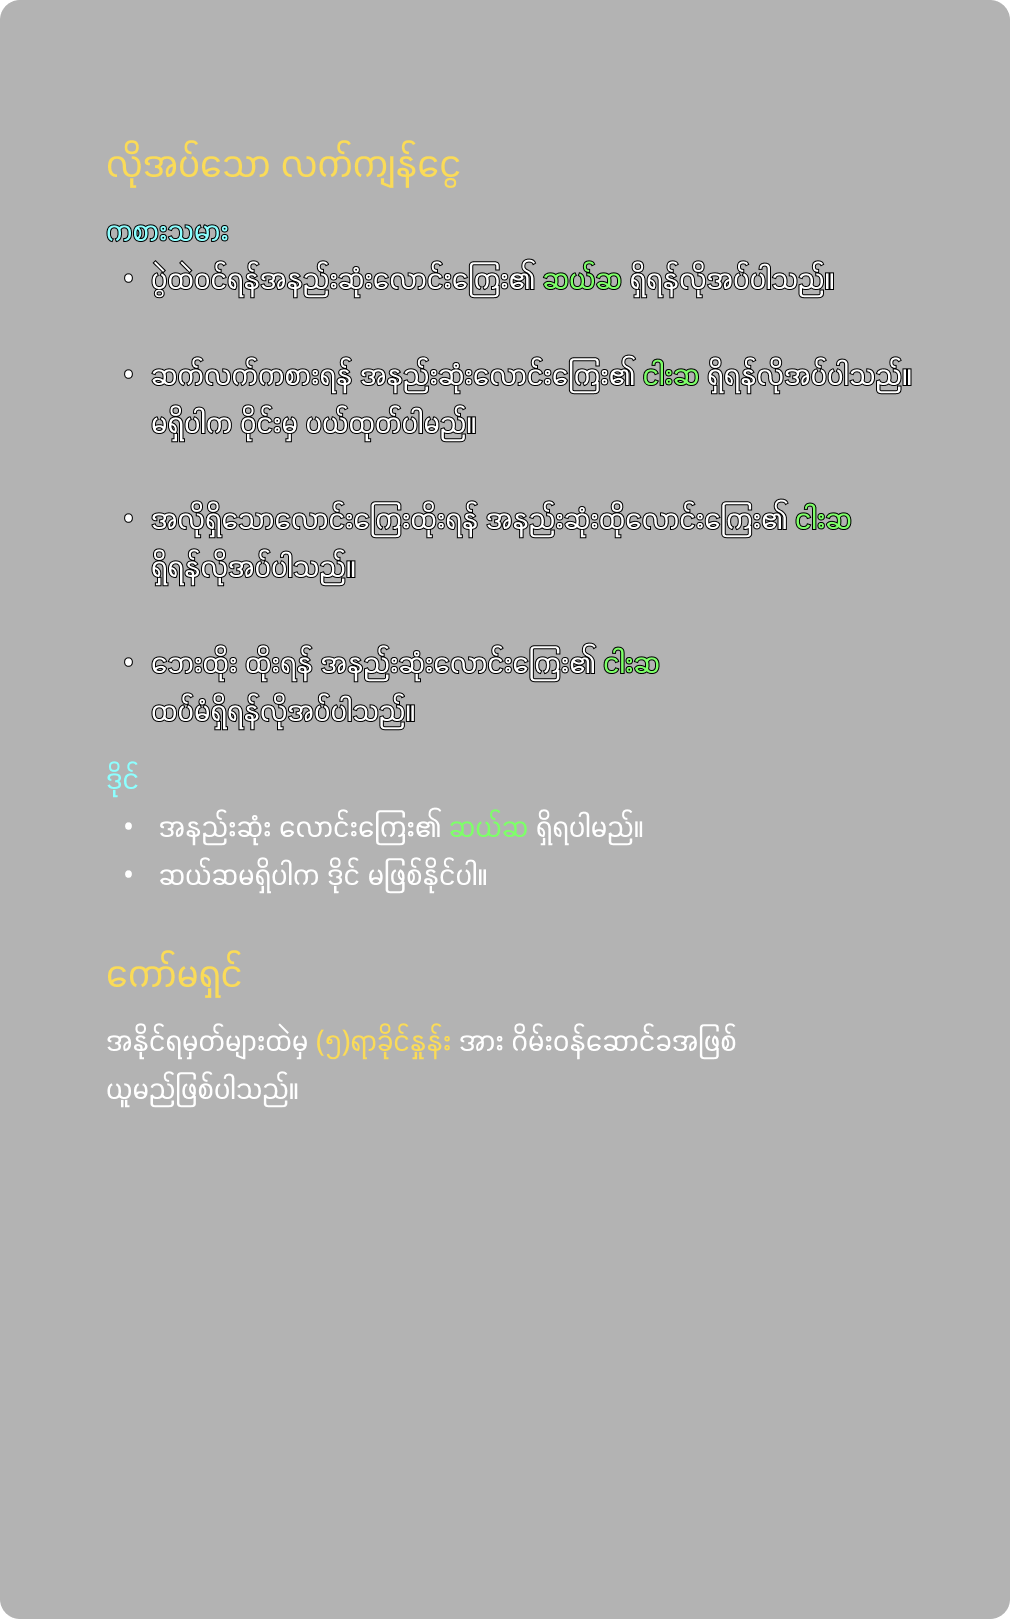 လိုအပ်သော လက်ကျန်ငွေ
ကစားသမား
• ပွဲထဲဝင်ရန်အနည်းဆုံးလောင်းကြေး၏ ဆယ်ဆ ရှိရန်လိုအပ်ပါသည်။
• ဆက်လက်ကစားရန် အနည်းဆုံးလောင်းကြေး၏ ငါးဆ ရှိရန်လိုအပ်ပါသည်။
မရှိပါက ဝိုင်းမှ ပယ်ထုတ်ပါမည်။
• အလိုရှိသောလောင်းကြေးထိုးရန် အနည်းဆုံးထိုလောင်းကြေး၏ ငါးဆ
ရှိရန်လိုအပ်ပါသည်။
• ဘေးထိုး ထိုးရန် အနည်းဆုံးလောင်းကြေး၏ ငါးဆ
ထပ်မံရှိရန်လိုအပ်ပါသည်။
ဒိုင်
• အနည်းဆုံး လောင်းကြေး၏ ဆယ်ဆ ရှိရပါမည်။
• ဆယ်ဆမရှိပါက ဒိုင် မဖြစ်နိုင်ပါ။
ကော်မရှင်
အနိုင်ရမှတ်များထဲမှ (၅)ရာခိုင်နှုန်း အား ဂိမ်းဝန်ဆောင်ခအဖြစ်
ယူမည်ဖြစ်ပါသည်။